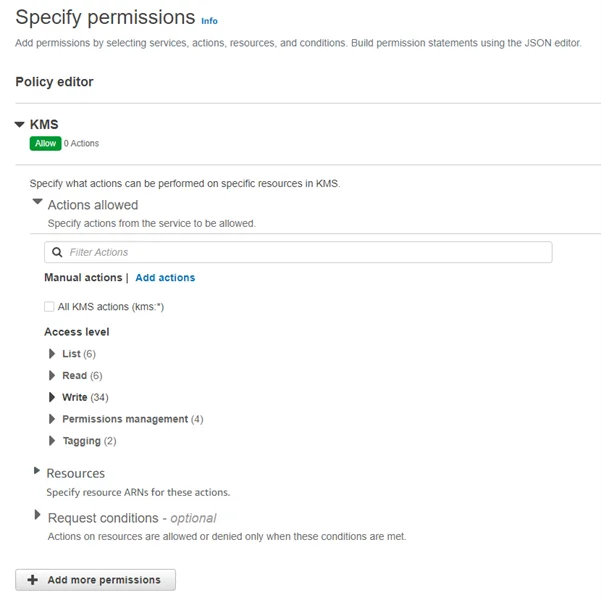 Specify permissions Info
Add permissions by selecting services, actions, resources, and conditions. Build permission statements using the JSON editor.
Policy editor
KMS
Allow 0 Actions
Specify what actions can be performed on specific resources in KMS.
Actions allowed
Specify actions from the service to be allowed.
Filter Actions
Manual actions | Add actions
All KMS actions (kms:*)
Access level
List (6)
Read (6)
Write (34)
Permissions management (4)
Tagging (2)
Resources
Specify resource ARNs for these actions.
Request conditions - optional
Actions on resources are allowed or denied only when these conditions are met.
Add more permissions